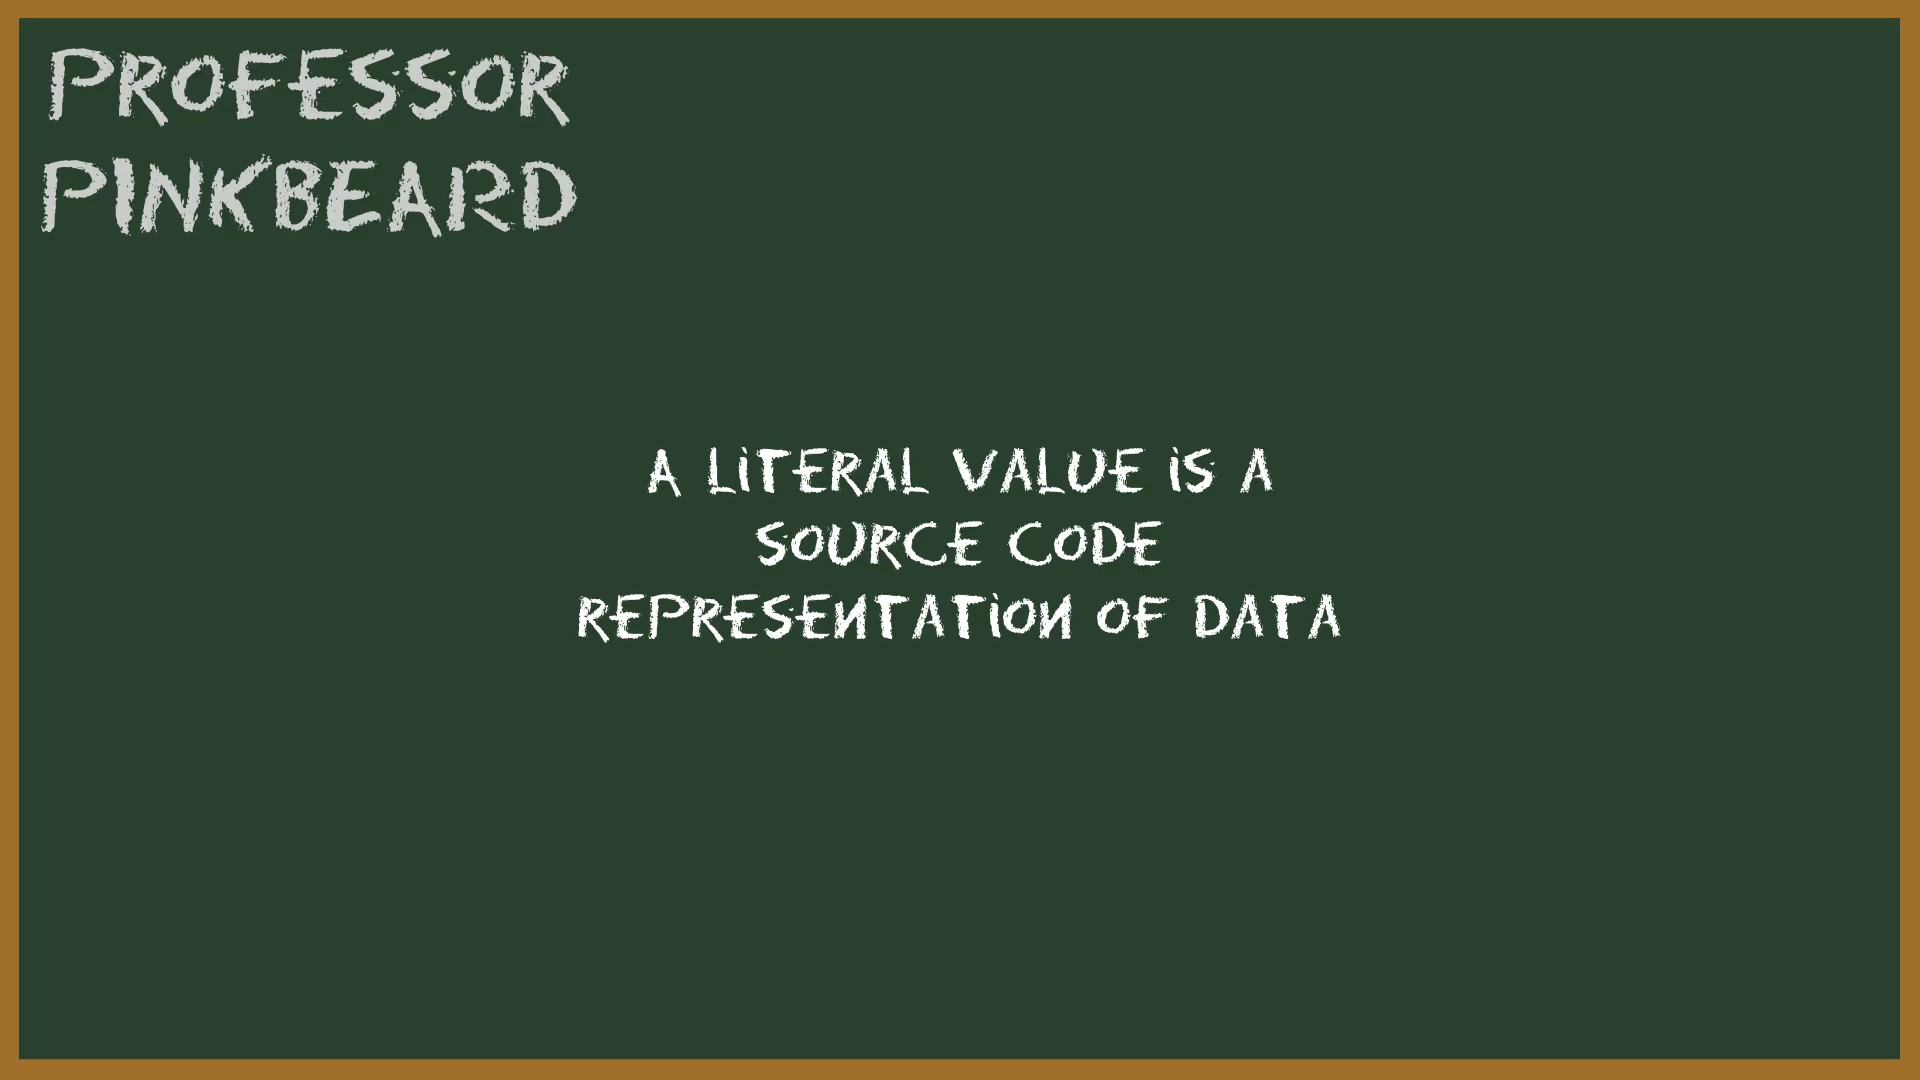 PROFESSOR
PINKBEARD
A LITERAL VALUE IS A
SOURCE CODE
REPRESENTATION OF DATA